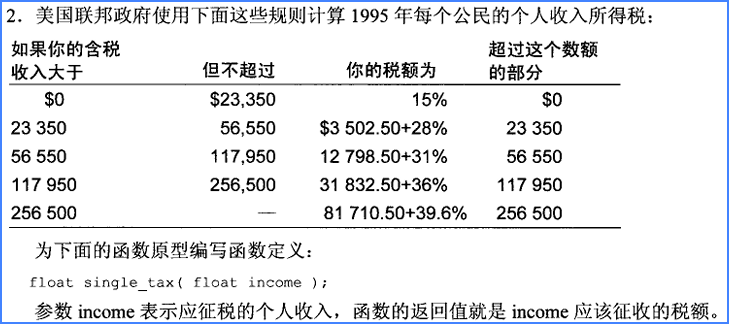 2．美国联邦政府使用下面这些规则计算 1995 年每个公民的个人收入所得税：
如果你的含税 超过这个数额
收入大于 但不超过 你的税额为 的部分
$0 $23,350 15% $0
23 350 56,550 $3 502.50+28% 23 350
56 550 117,950 12 798.50+31% 56 550
117 950 256,500 31 832.50+36% 117 950
256 500 — 81 710.50+39.6% 256 500
为下面的函数原型编写函数定义：
float single_tax( float income );
参数 income 表示应征税的个人收入，函数的返回值就是 income 应该征收的税额。